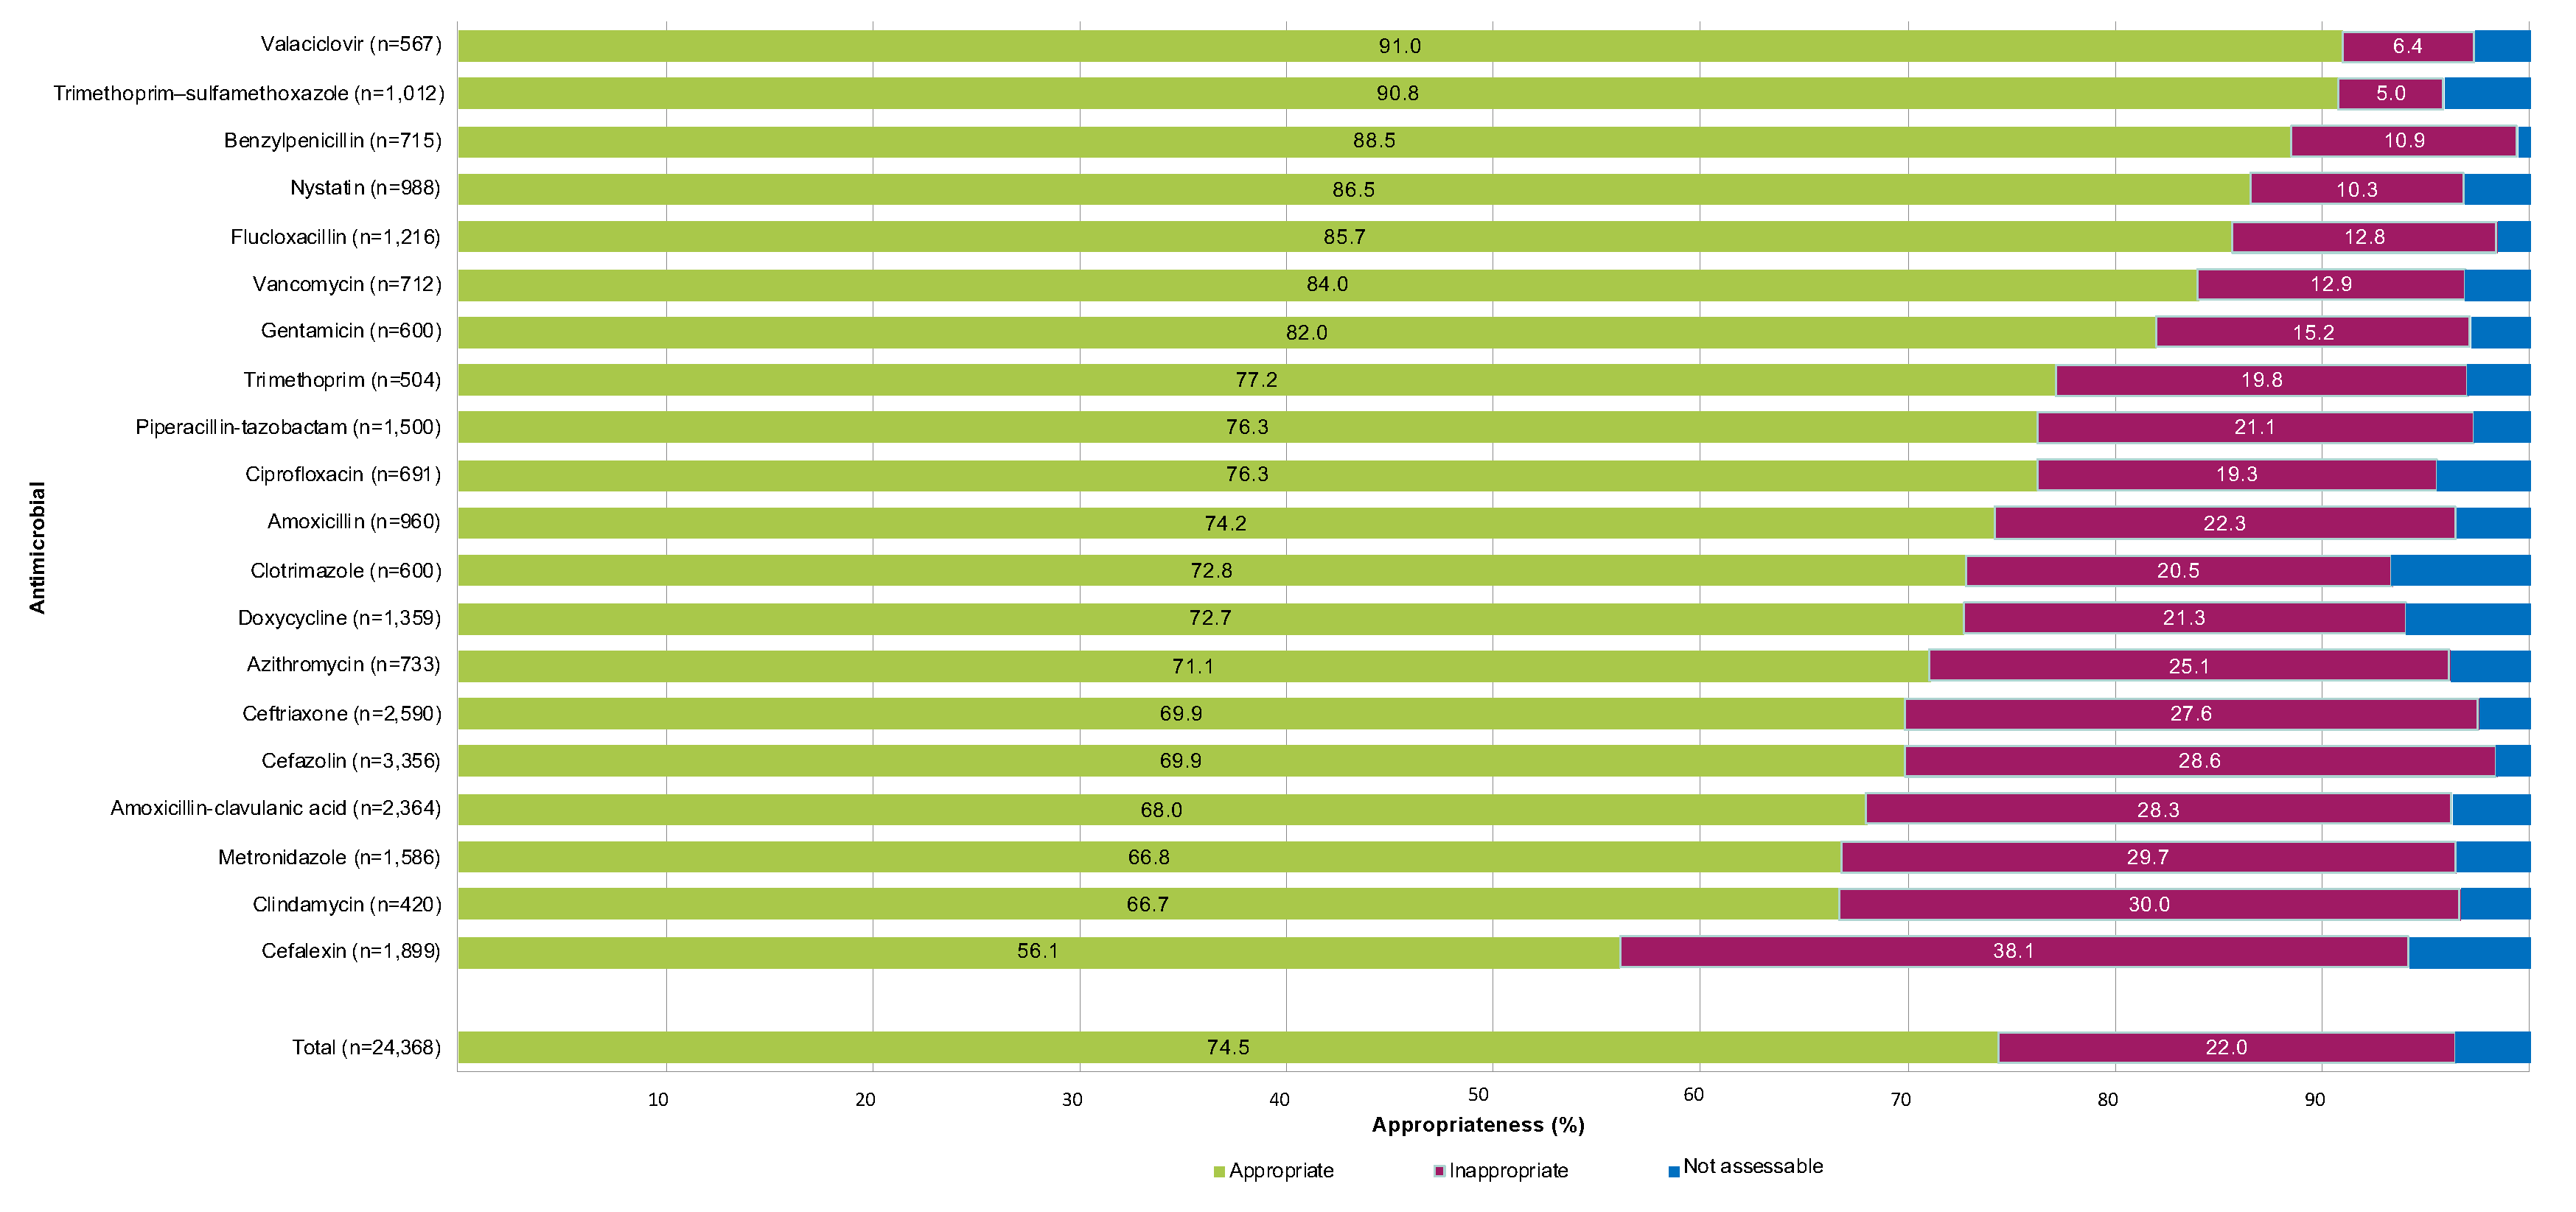 Valaciclovir (n=567) 91.0 6.4
Trimethoprim–sulfamethoxazole (n=1,012) 90.8 5.0
Benzylpenicillin (n=715) 88.5 10.9
Nystatin (n=988) 86.5 10.3
Flucloxacillin (n=1,216) 85.7 12.8
Vancomycin (n=712) 84.0 12.9
Gentamicin (n=600) 82.0 15.2
Trimethoprim (n=504) 77.2 19.8
Piperacillin-tazobactam (n=1,500) 76.3 21.1
Ciprofloxacin (n=691) 76.3 19.3
Amoxicillin (n=960) 74.2 22.3
Clotrimazole (n=600) 72.8 20.5
Doxycycline (n=1,359) 72.7 21.3
Azithromycin (n=733) 71.1 25.1
Ceftriaxone (n=2,590) 69.9 27.6
Cefazolin (n=3,356) 69.9 28.6
Amoxicillin-clavulanic acid (n=2,364) 68.0 28.3
Metronidazole (n=1,586) 66.8 29.7
Clindamycin (n=420) 66.7 30.0
Cefalexin (n=1,899) 56.1 38.1
Total (n=24,368) 74.5 22.0
Antimicrobial
10 20 30 40 50 60 70 80 90
Appropriateness (%)
Appropriate Inappropriate Not assessable